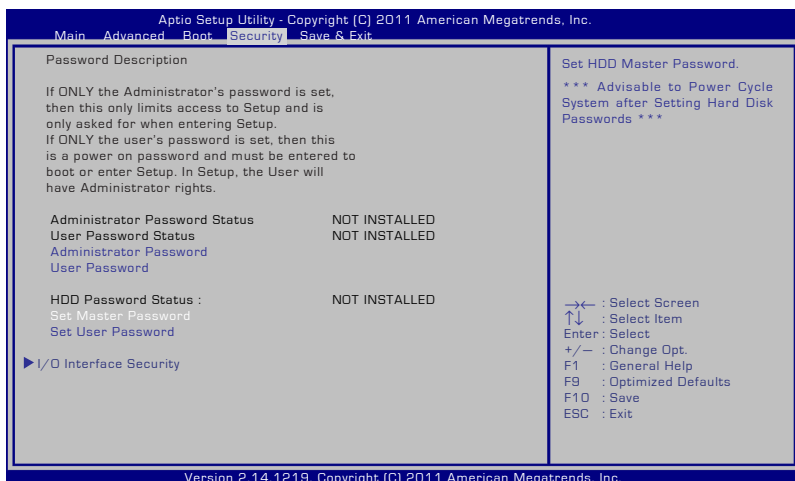 Aptio Setup Utility - Copyright (C) 2011 American Megatrends, Inc.
Main Advanced Boot Security Save & Exit
Password Description
If ONLY the Administrator's password is set,
then this only limits access to Setup and is
only asked for when entering Setup.
If ONLY the user's password is set, then this
is a power on password and must be entered to
boot or enter Setup. In Setup, the User will
have Administrator rights.
Administrator Password Status NOT INSTALLED
User Password Status NOT INSTALLED
Administrator Password
User Password
HDD Password Status : NOT INSTALLED
Set Master Password
Set User Password
▶I/O Interface Security
Set HDD Master Password.
*** Advisable to Power Cycle
System after Setting Hard Disk
Passwords ***
→← : Select Screen
↑↓ : Select Item
Enter : Select
+/— : Change Opt.
F1 : General Help
F9 : Optimized Defaults
F10 : Save
ESC : Exit
Version 2.14.1219. Copyright (C) 2011 American Megatrends, Inc.